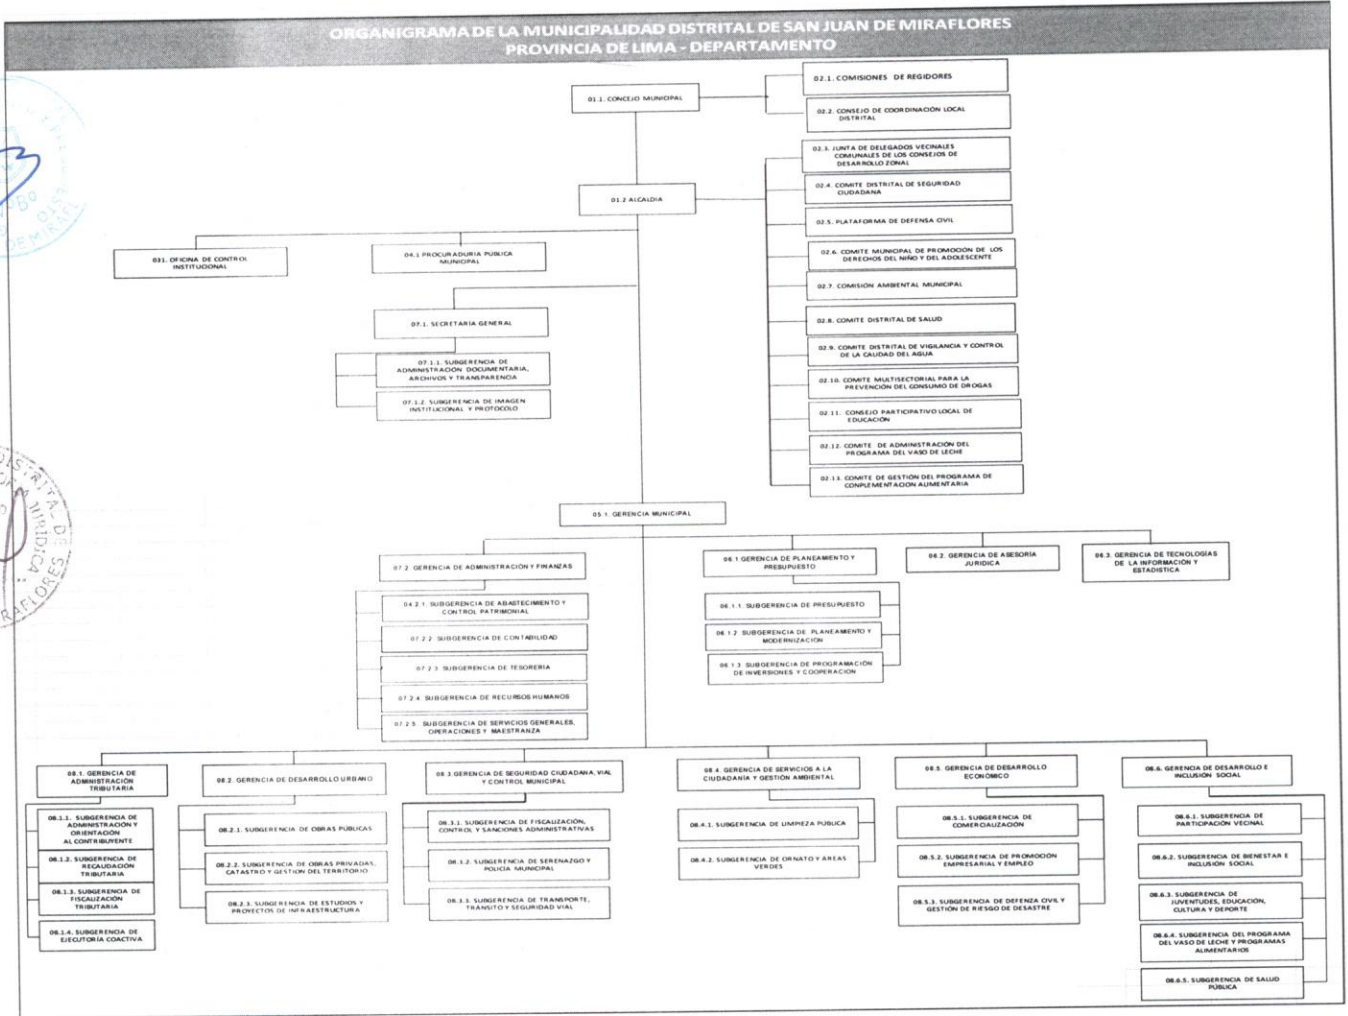 ORGANIGRAMA DE LA MUNICIPALIDAD DISTRITAL DE SAN JUAN DE MIRAFLORES
PROVINCIA DE LIMA - DEPARTAMENTO
01.1. CONCEJO MUNICIPAL
02.1. COMISIONES DE REGIDORES
02.2. CONSEJO DE COORDINACIÓN LOCAL
DISTRITAL
01.2 ALCALDIA
02.3. JUNTA DE DELEGADOS VECINALES
COMUNALES DE LOS CONSEJOS DE
DESARROLLO ZONAL
02.4. COMITE DISTRITAL DE SEGURIDAD
CIUDADANA
02.5. PLATAFORMA DE DEFENSA CIVIL
02.6. COMITE MUNICIPAL DE PROMOCION DE LOS
DERECHOS DEL NIÑO Y DEL ADOLESCENTE
02.7. COMISION AMBIENTAL MUNICIPAL
02.8. COMITE DISTRITAL DE SALUD
02.9. COMITE DISTRITAL DE VIGILANCIA Y CONTROL
DE LA CAUDAD DEL AGUA
02.10. COMITE MULTISECTORIAL PARA LA
PREVENCIÓN DEL CONSUMO DE DROGAS
02.11. CONSEJO PARTICIPATIVO LOCAL DE
EDUCACIÓN
02.12. COMITE DE ADMINISTRACIÓN DEL
PROGRAMA DEL VASO DE LECHE
02.13. COMITE DE GESTIÓN DEL PROGRAMA DE
CONPLEMENTACION AUMENTARIA
031. OFICINA DE CONTROL
INSTITUCIONAL
04.1 PROCURADURIA PUBLICA
MUNICIPAL
07.1. SECRETARIA GENERAL
07.1.1. SUBGERENCIA DE
ADMINISTRACIÓN DOCUMENTARIA,
ARCHIVOS Y TRANSPARENCIA
07.1.2. SUBGERENCIA DE IMAGEN
INSTITUCIONAL Y PROTOCOLO
05.1. GERENCIA MUNICIPAL
07.2. GERENCIA DE ADMINISTRACIÓN Y FINANZAS
04.2.1. SUBGERENCIA DE ABASTECIMIENTO Y
CONTROL PATRIMONIAL
07.2.2. SUBGERENCIA DE CONTABILIDAD
07.2.3. SUBGERENCIA DE TESORERIA
07.2.4. SUBGERENCIA DE RECURSOS HUMANOS
07.2.5. SUBGERENCIA DE SERVICIOS GENERALES,
OPERACIONES Y MAESTRANZA
06.1 GERENCIA DE PLANEAMIENTO Y
PRESUPUESTO
06.1.1. SUBGERENCIA DE PRESUPUESTO
06.1.2. SUBGERENCIA DE PLANEAMIENTO Y
MODERNIZACIÓN
06.1.3. SUBGERENCIA DE PROGRAMACIÓN
DE INVERSIONES Y COOPERACION
06.2. GERENCIA DE ASESORÍA
JURIDICA
06.3. GERENCIA DE TECNOLOGIAS
DE LA INFORMACIÓN Y
ESTADISTICA
08.1. GERENCIA DE
ADMINISTRACIÓN
TRIBUTARIA
08.1.1. SUBGERENCIA DE
ADMINISTRACIÓN Y
ORIENTACIÓN
AL CONTRIBUYENTE
08.1.2. SUBGERENCIA DE
RECAUDACIÓN
TRIBUTARIA
08.1.3. SUBGERENCIA DE
FISCALIZACIÓN
TRIBUTARIA
08.1.4. SUBGERENCIA DE
EJECUTORÍA COACTIVA
08.2. GERENCIA DE DESARROLLO URBANO
08.2.1. SUBGERENCIA DE OBRAS PÚBLICAS
08.2.2. SUBGERENCIA DE OBRAS PRIVADAS,
CATASTRO Y GESTION DEL TERRITORIO
08.2.3. SUBGERENCIA DE ESTUDIOS Y
PROYECTOS DE INFRAESTRUCTURA
08.3 GERENCIA DE SEGURIDAD CIUDADANA, VIAL
Y CONTROL MUNICIPAL
08.3.1. SUBGERENCIA DE FISCALIZACIÓN,
CONTROL Y SANCIONES ADMINISTRATIVAS
08.3.2. SUBGERENCIA DE SERENAZGO Y
POLICÍA MUNICIPAL
08.3.3. SUBGERENCIA DE TRANSPORTE,
TRÁNSITO Y SEGURIDAD VIAL
08.4. GERENCIA DE SERVICIOS A LA
CIUDADANÍA Y GESTIÓN AMBIENTAL
08.4.1. SUBGERENCIA DE LIMPIEZA PÚBLICA
08.4.2. SUBGERENCIA DE ORNATO Y AREAS
VERDES
08.5. GERENCIA DE DESARROLLO
ECONÓMICO
08.5.1. SUBGERENCIA DE
COMERCIALIZACIÓN
08.5.2. SUBGERENCIA DE PROMOCIÓN
EMPRESARIAL Y EMPLEO
08.5.3. SUBGERENCIA DE DEFENZA CIVIL Y
GESTIÓN DE RIESGO DE DESASTRE
08.6. GERENCIA DE DESARROLLO E
INCLUSIÓN SOCIAL
08.6.1. SUBGERENCIA DE
PARTICIPACIÓN VECINAL
08.6.2. SUBGERENCIA DE BIENESTAR E
INCLUSIÓN SOCIAL
08.6.3. SUBGERENCIA DE
JUVENTUDES, EDUCACIÓN,
CULTURA Y DEPORTE
08.6.4. SUBGERENCIA DEL PROGRAMA
DEL VASO DE LECHE Y PROGRAMAS
ALIMENTARIOS
08.6.5. SUBGERENCIA DE SALUD
PÚBLICA